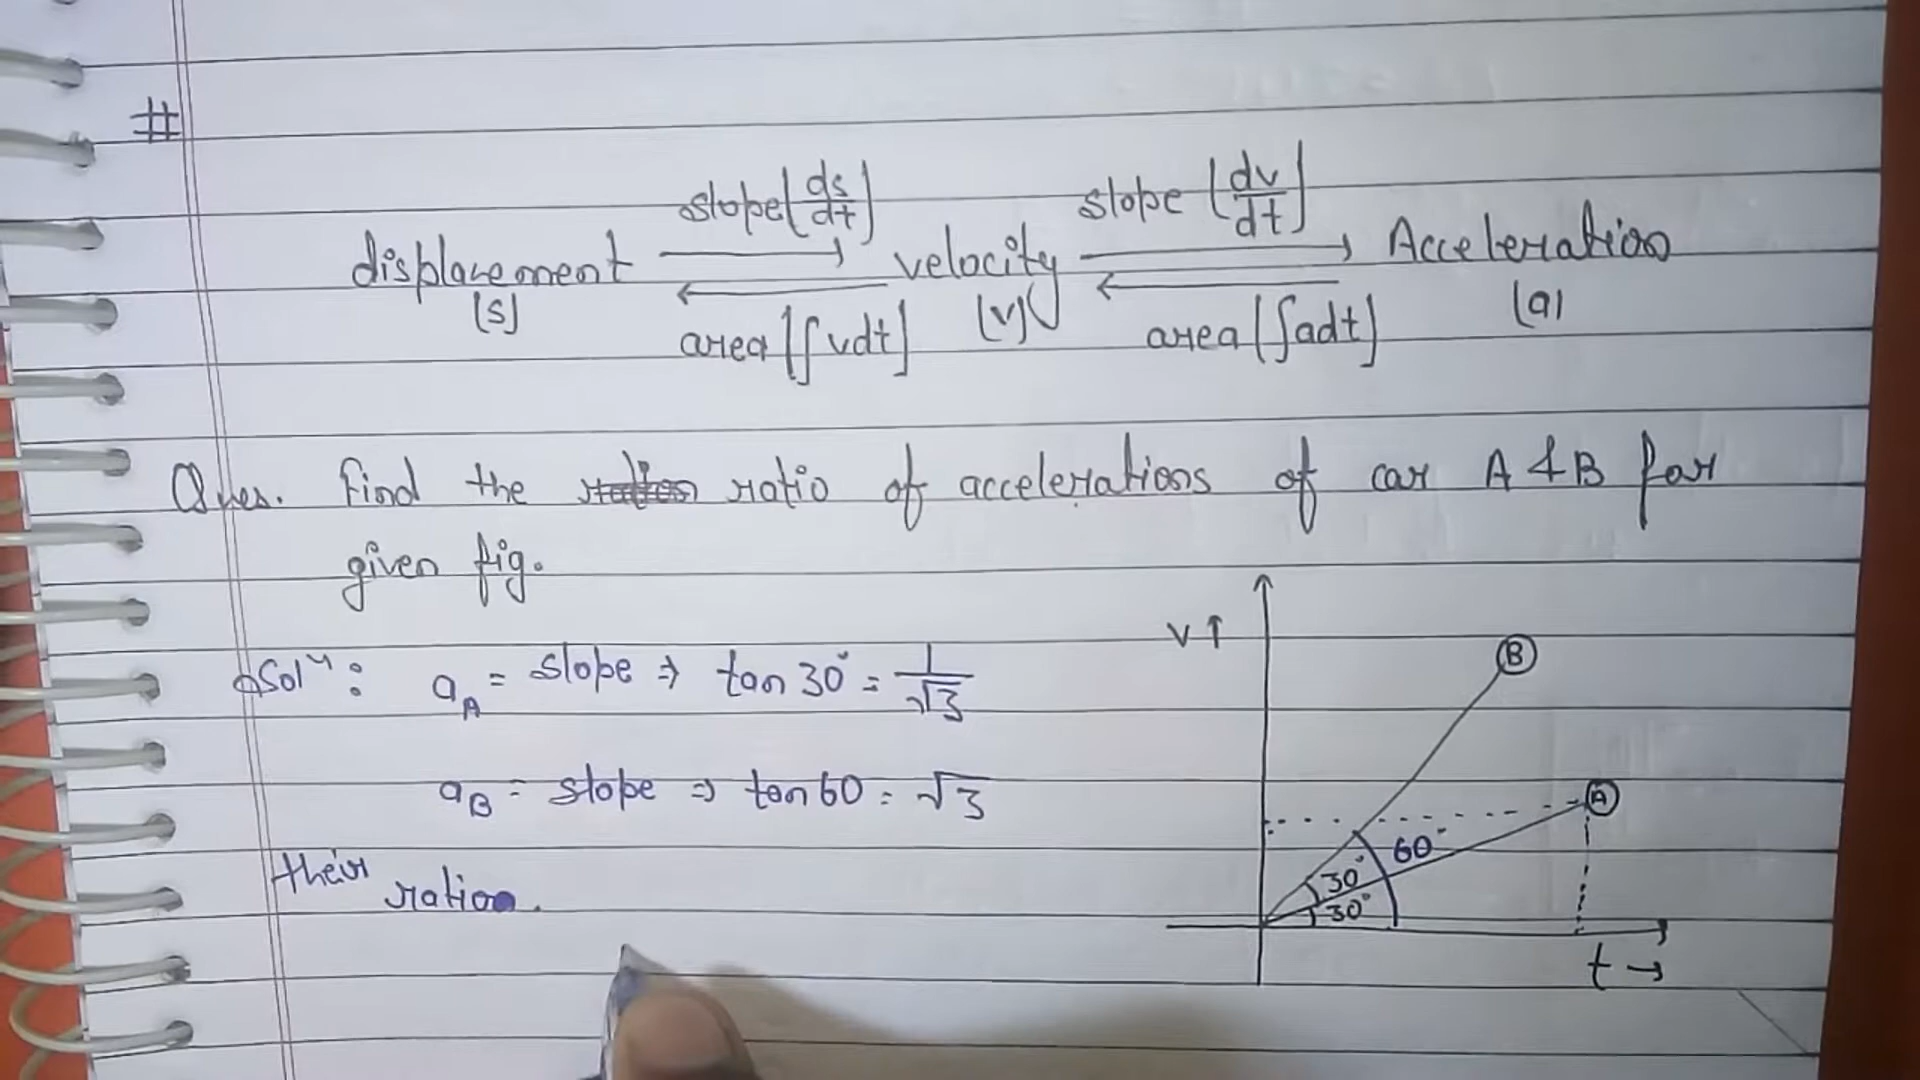 #
slope(ds/dt) slope (dv/dt)
displacement velocity Acceleration
(s) (v) (a)
area (∫vdt) area (∫adt)
Ques. Find the ratio of accelerations of car A & B for
given fig.
v↑
B
Solⁿ: a_A = slope ⇒ tan 30° = 1/√3
a_B = slope ⇒ tan 60 = √3
A
60°
30°
30°
their
ration.
t →